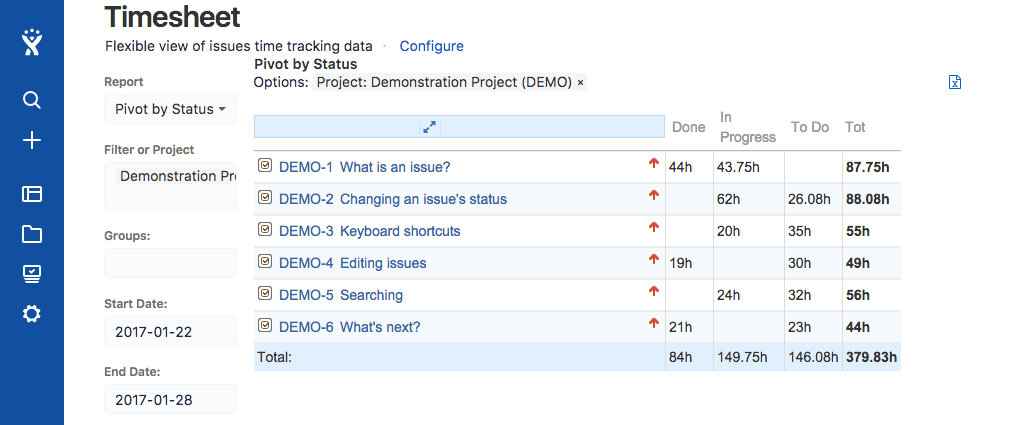 Timesheet
Flexible view of issues time tracking data · Configure
Report
Pivot by Status
Filter or Project
Demonstration Pr
Groups:
Start Date:
2017-01-22
End Date:
2017-01-28
Pivot by Status
Options: Project: Demonstration Project (DEMO) ×
Done In Progress To Do Tot
DEMO-1 What is an issue? 44h 43.75h 87.75h
DEMO-2 Changing an issue's status 62h 26.08h 88.08h
DEMO-3 Keyboard shortcuts 20h 35h 55h
DEMO-4 Editing issues 19h 30h 49h
DEMO-5 Searching 24h 32h 56h
DEMO-6 What's next? 21h 23h 44h
Total: 84h 149.75h 146.08h 379.83h